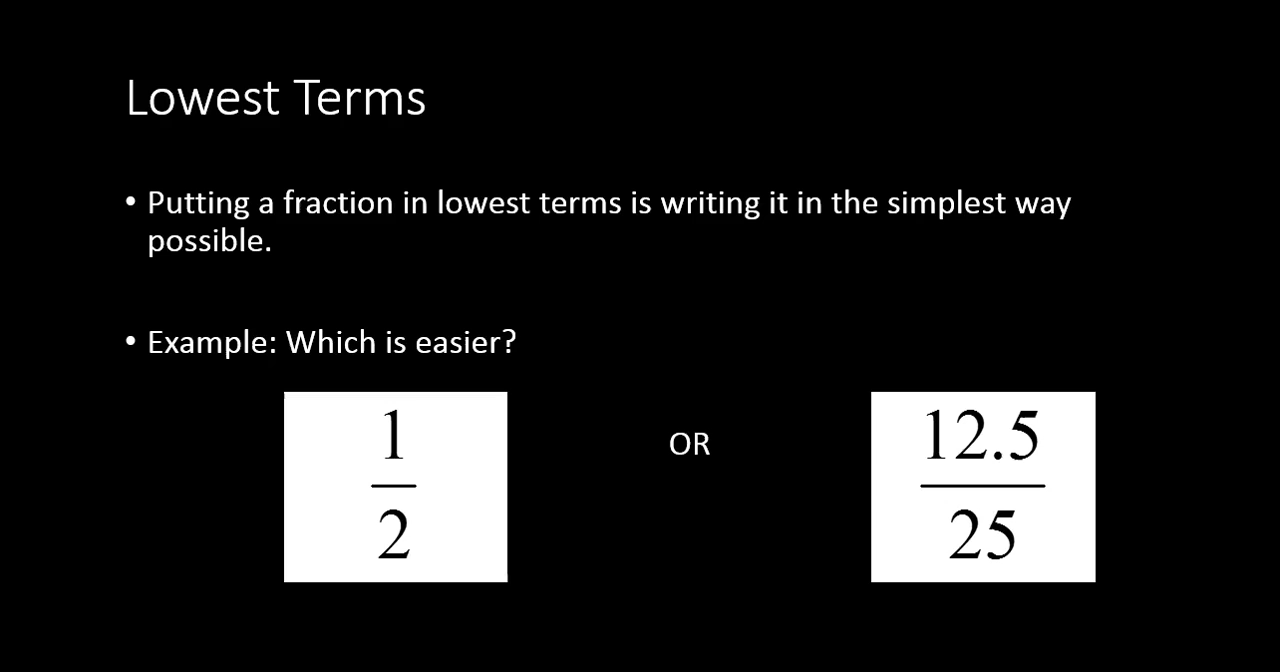 Lowest Terms
• Putting a fraction in lowest terms is writing it in the simplest way
possible.
• Example: Which is easier?
1
2
OR
12.5
25